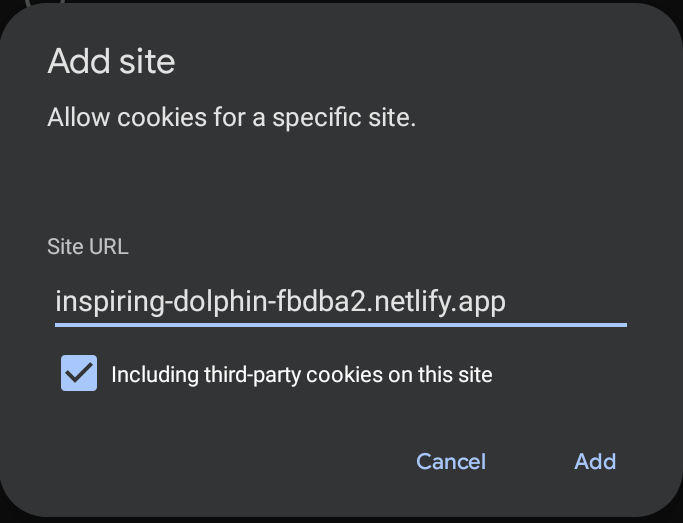 Add site
Allow cookies for a specific site.
Site URL
inspiring-dolphin-fbdba2.netlify.app
Including third-party cookies on this site
Cancel Add